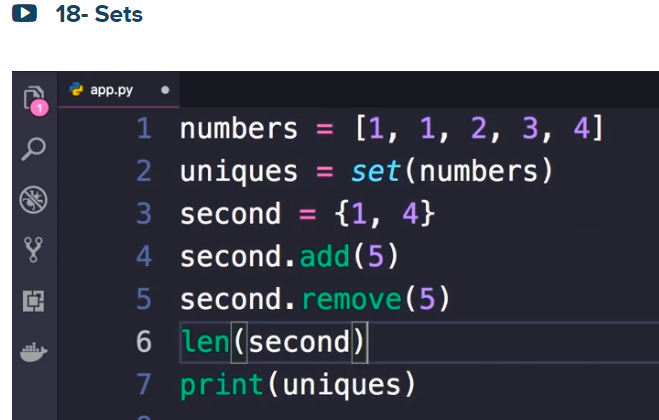 18- Sets
app.py
1
1 numbers = [1, 1, 2, 3, 4]
2 uniques = set(numbers)
3 second = {1, 4}
4 second.add(5)
5 second.remove(5)
6 len(second)
7 print(uniques)